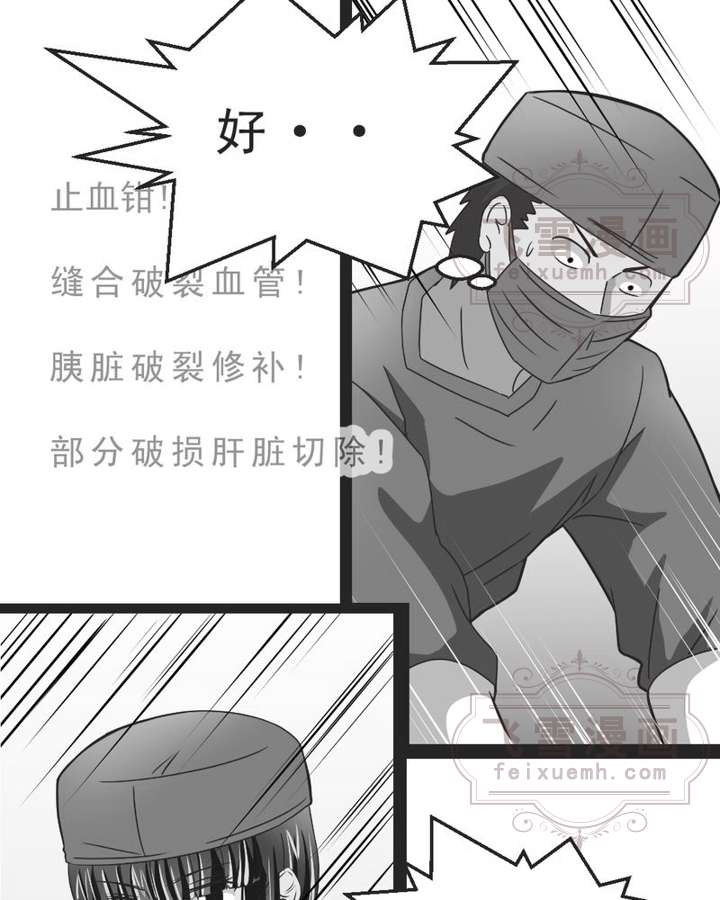 好··
止血钳!
缝合破裂血管!
胰脏破裂修补!
部分破损肝脏切除!
飞雪漫画
feixuemh.com
飞雪漫画
feixuemh.com